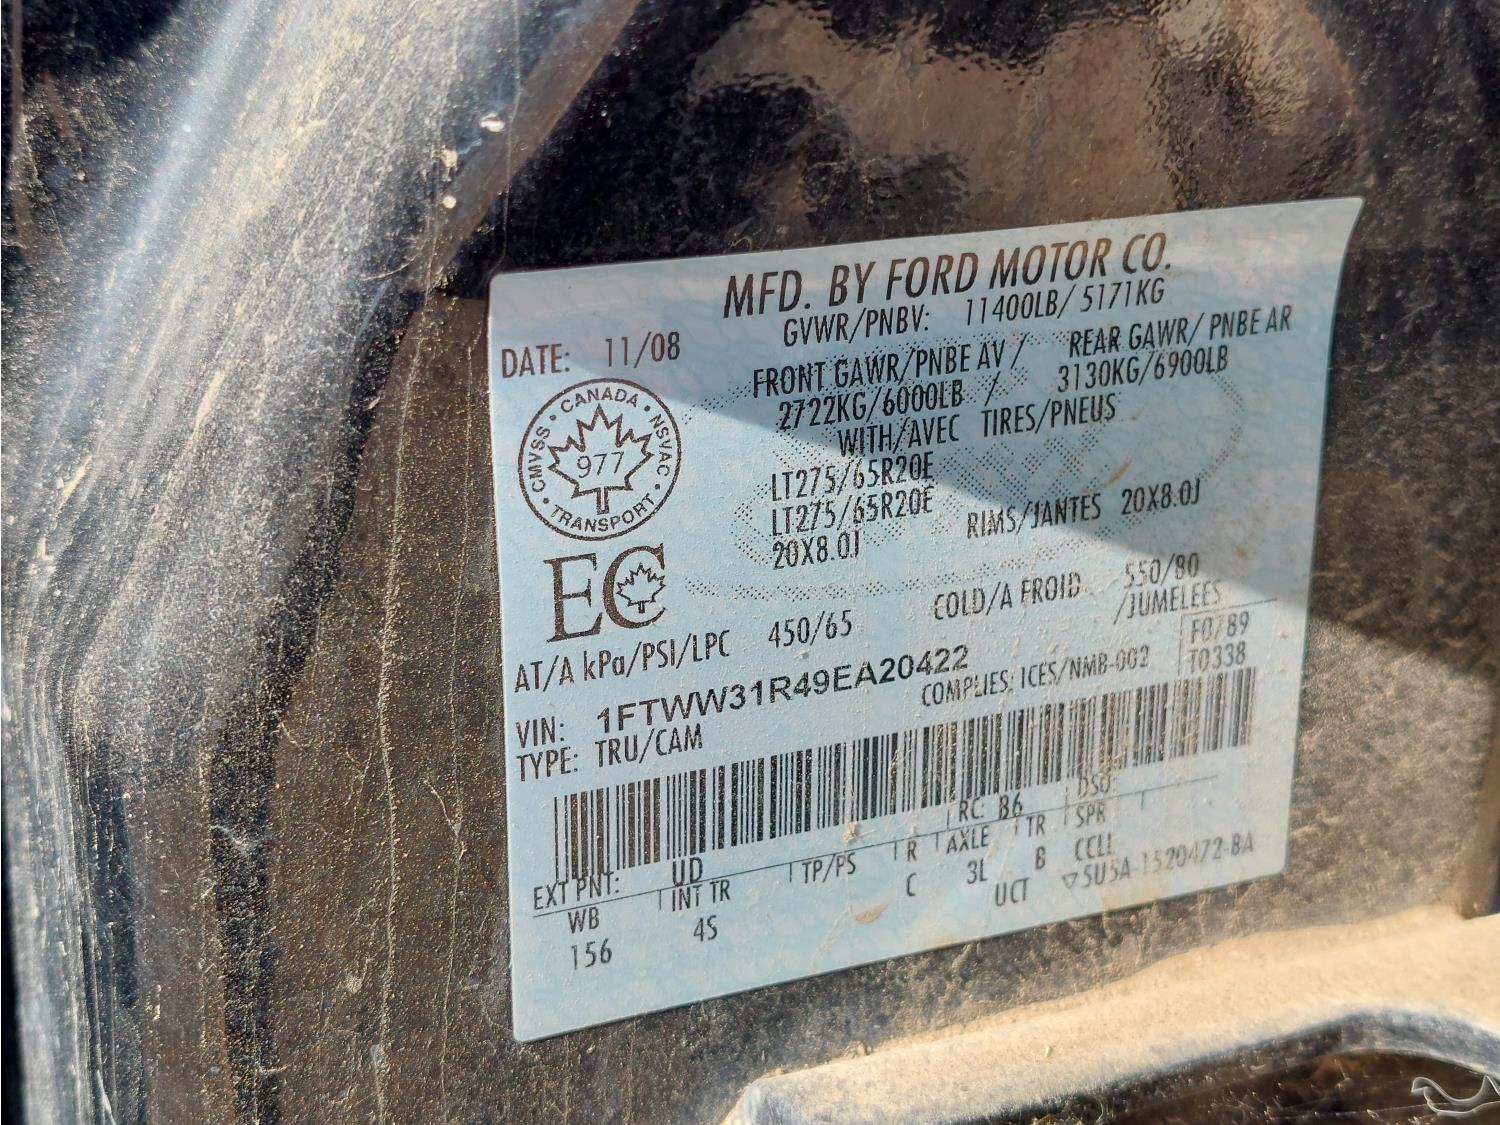 MFD. BY FORD MOTOR CO.
DATE: 11/08
GVWR/PNBV: 11400LB/ 5171KG
FRONT GAWR/PNBE AV / REAR GAWR/ PNBE AR
2722KG/6000LB / 3130KG/6900LB
WITH/AVEC TIRES/PNEUS
LT275/65R20E
LT275/65R20E
20X8.0J RIMS/JANTES 20X8.0J
CMVSS • CANADA • NSVAC • TRANSPORT •
977
EC
AT/A kPa/PSI/LPC 450/65 COLD/A FROID 550/80
/JUMELEES
VIN: 1FTWW31R49EA20422
F0789
TYPE: TRU/CAM COMPLIES: ICES/NMB-002 T0338
EXT PNT: UD RC: B6 DSO:
WB INT TR TP/PS R AXLE TR SPR
156 4S C 3L B CCLL
UCT ▽5U5A-1520472-BA